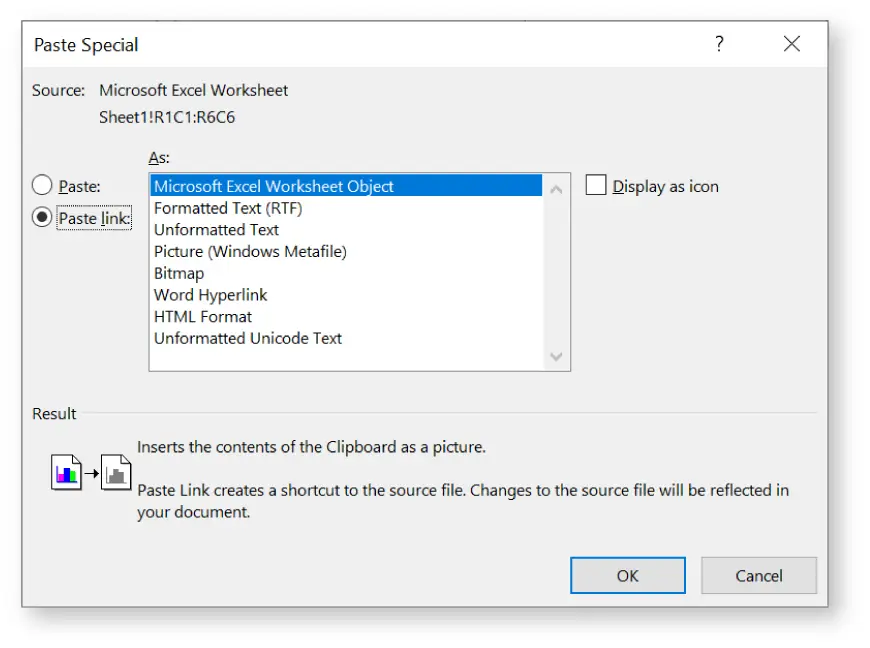 Paste Special
?
Source: Microsoft Excel Worksheet
Sheet1!R1C1:R6C6
As:
Paste:
Paste link:
Microsoft Excel Worksheet Object
Formatted Text (RTF)
Unformatted Text
Picture (Windows Metafile)
Bitmap
Word Hyperlink
HTML Format
Unformatted Unicode Text
Display as icon
Result
Inserts the contents of the Clipboard as a picture.
Paste Link creates a shortcut to the source file. Changes to the source file will be reflected in
your document.
OK
Cancel